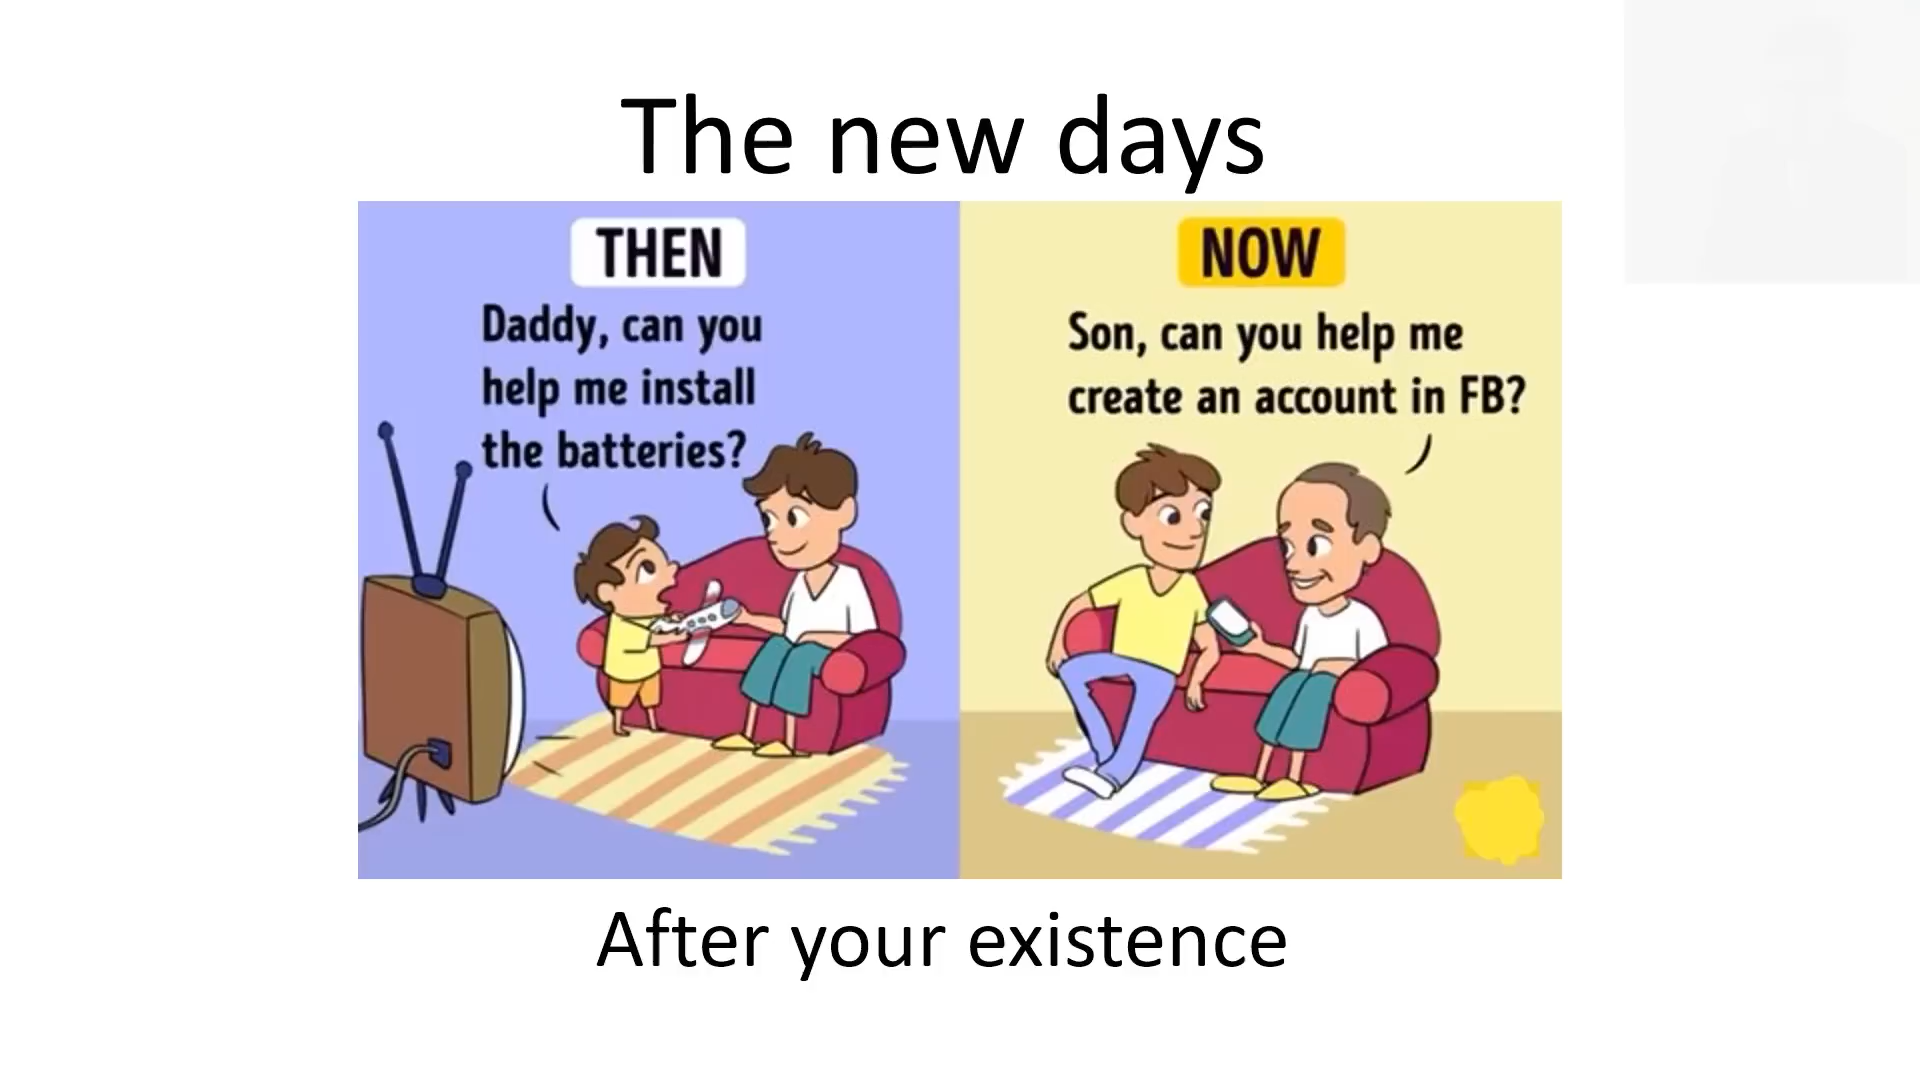 The new days
THEN
Daddy, can you
help me install
the batteries?
NOW
Son, can you help me
create an account in FB?
After your existence